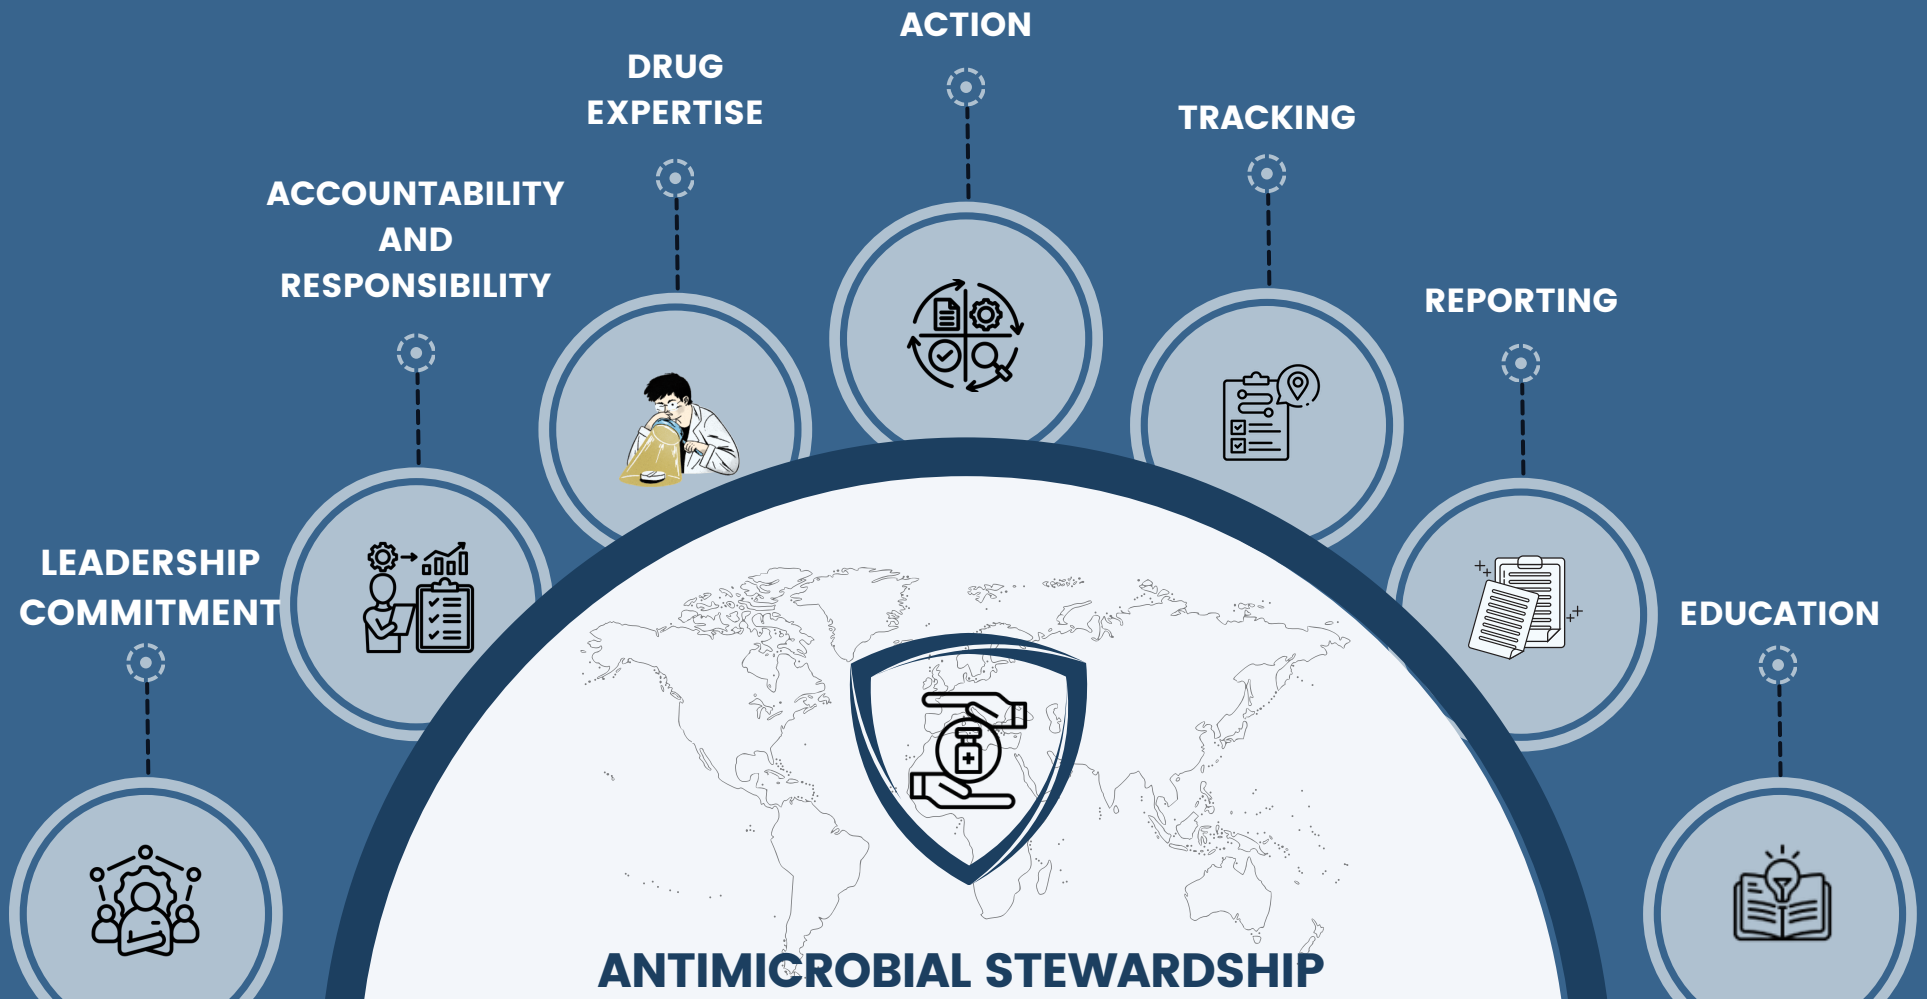 LEADERSHIP
COMMITMENT
ACCOUNTABILITY
AND
RESPONSIBILITY
DRUG
EXPERTISE
ACTION
TRACKING
REPORTING
EDUCATION
ANTIMICROBIAL STEWARDSHIP